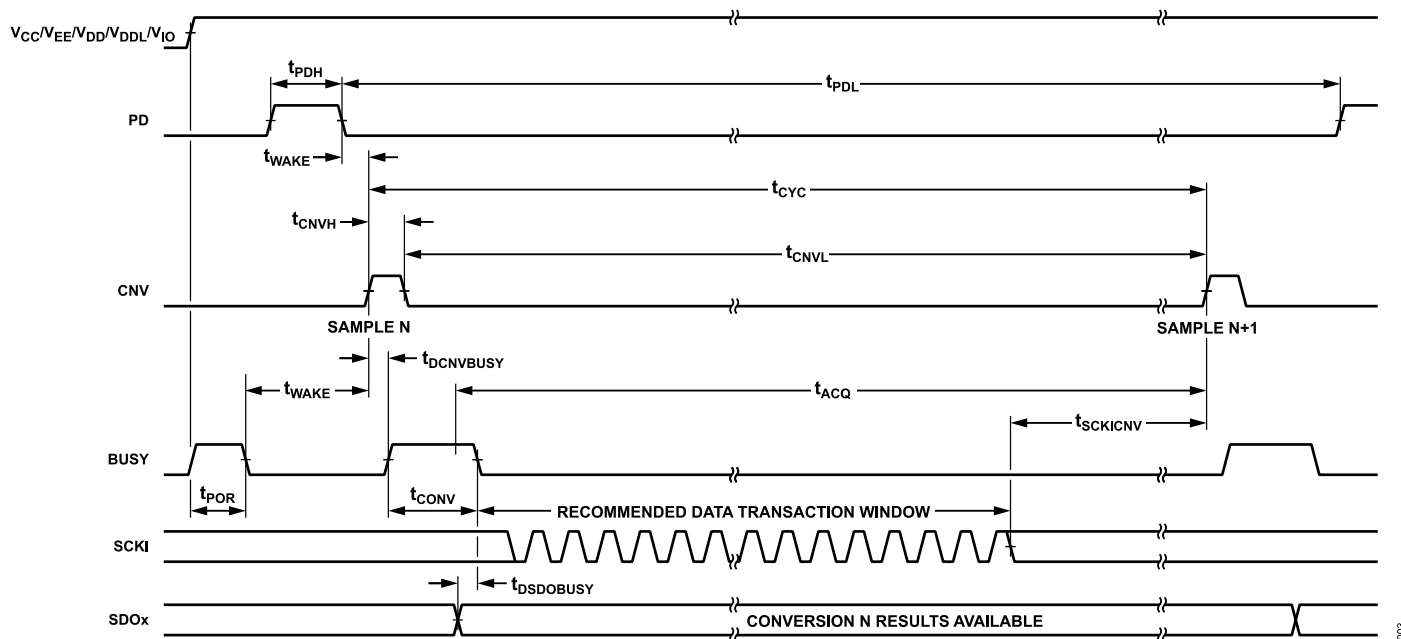 VCC/VEE/VDD/VDDL/VIO
tPDH
tPDL
PD
tWAKE
tCYC
tCNVH
tCNVL
CNV
SAMPLE N
SAMPLE N+1
tDCNVBUSY
tWAKE
tACQ
tSCKICNV
BUSY
tPOR
tCONV
RECOMMENDED DATA TRANSACTION WINDOW
SCKI
tDSDOBUSY
SDOx
CONVERSION N RESULTS AVAILABLE